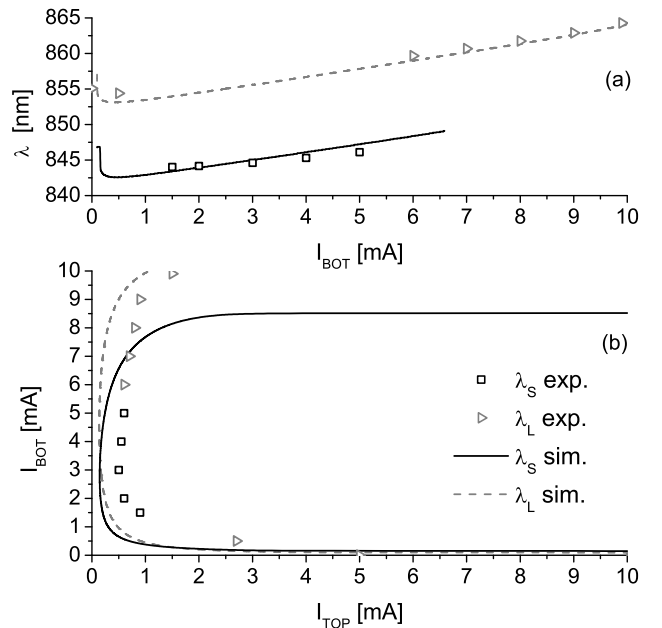 865
860
855
850
845
840
λ [nm]
(a)
0 1 2 3 4 5 6 7 8 9 10
I_BOT [mA]
10
9
8
7
6
5
4
3
2
1
0
I_BOT [mA]
(b)
λ_S exp.
λ_L exp.
λ_S sim.
λ_L sim.
0 1 2 3 4 5 6 7 8 9 10
I_TOP [mA]